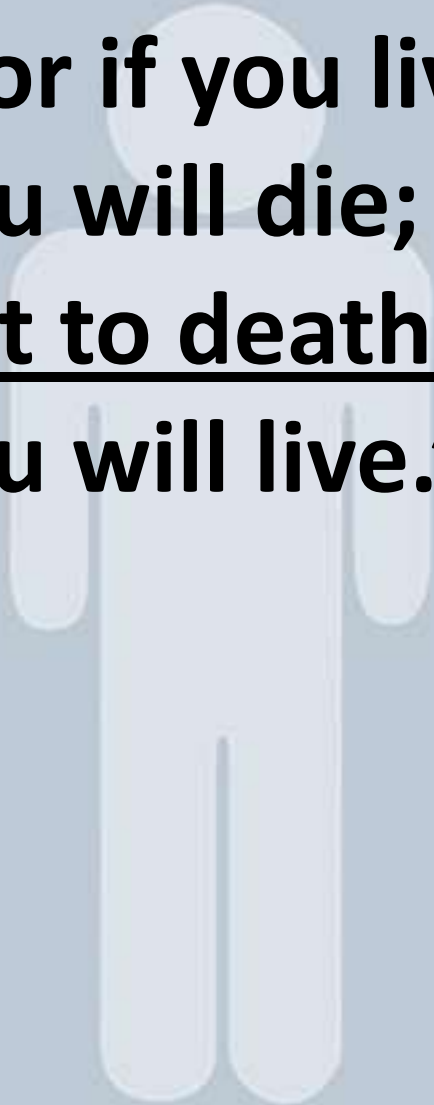 or if you liv
u will die;
t to death
u will live.